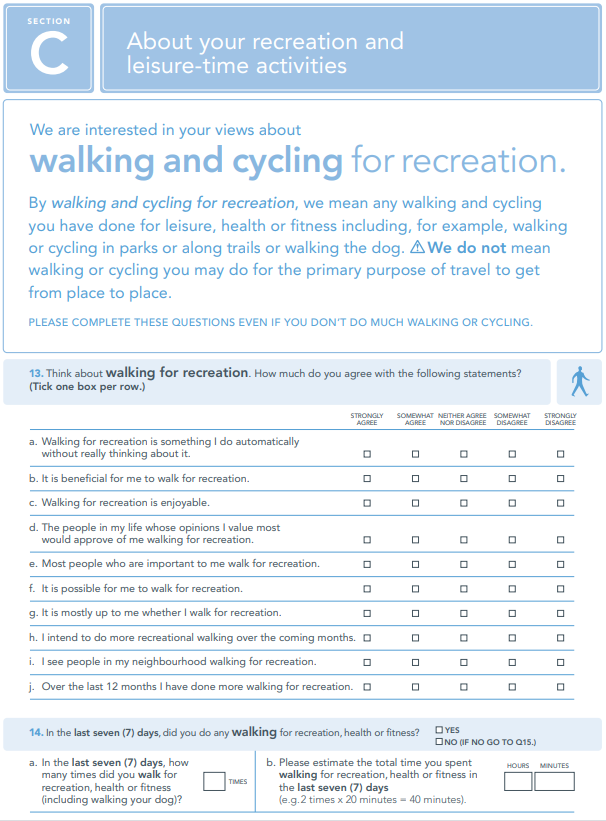 SECTION
C
About your recreation and
leisure-time activities
We are interested in your views about
walking and cycling for recreation.
By walking and cycling for recreation, we mean any walking and cycling
you have done for leisure, health or fitness including, for example, walking
or cycling in parks or along trails or walking the dog. ⚠We do not mean
walking or cycling you may do for the primary purpose of travel to get
from place to place.
PLEASE COMPLETE THESE QUESTIONS EVEN IF YOU DON'T DO MUCH WALKING OR CYCLING.
13. Think about walking for recreation. How much do you agree with the following statements?
(Tick one box per row.)
STRONGLY AGREE SOMEWHAT AGREE NEITHER AGREE NOR DISAGREE SOMEWHAT DISAGREE STRONGLY DISAGREE
a. Walking for recreation is something I do automatically
without really thinking about it.
b. It is beneficial for me to walk for recreation.
c. Walking for recreation is enjoyable.
d. The people in my life whose opinions I value most
would approve of me walking for recreation.
e. Most people who are important to me walk for recreation.
f. It is possible for me to walk for recreation.
g. It is mostly up to me whether I walk for recreation.
h. I intend to do more recreational walking over the coming months.
i. I see people in my neighbourhood walking for recreation.
j. Over the last 12 months I have done more walking for recreation.
14. In the last seven (7) days, did you do any walking for recreation, health or fitness?
YES
NO (IF NO GO TO Q15.)
a. In the last seven (7) days, how
many times did you walk for
recreation, health or fitness
(including walking your dog)?
TIMES
b. Please estimate the total time you spent
walking for recreation, health or fitness in
the last seven (7) days
(e.g.2 times x 20 minutes = 40 minutes).
HOURS MINUTES